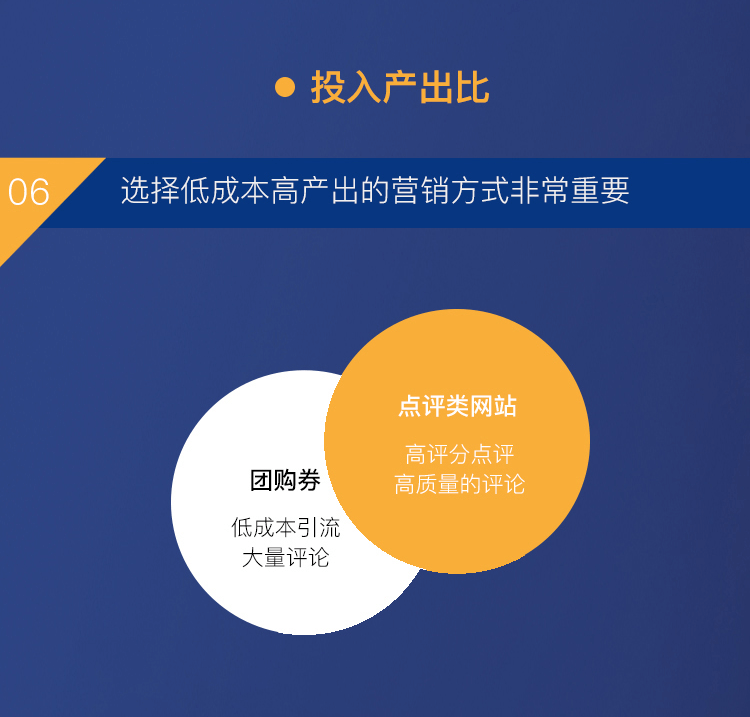 投入产出比
06
选择低成本高产出的营销方式非常重要
点评类网站
高评分点评
高质量的评论
团购券
低成本引流
大量评论